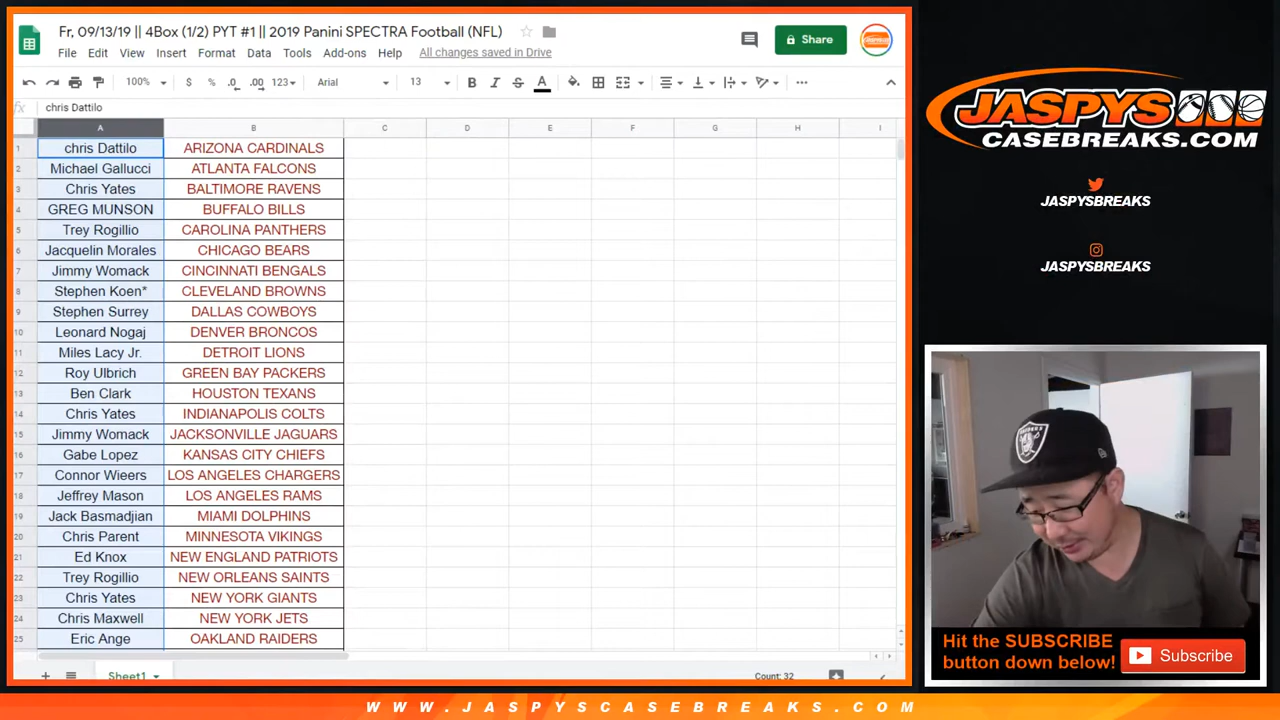 Fr, 09/13/19 || 4Box (1/2) PYT #1 || 2019 Panini SPECTRA Football (NFL)
File Edit View Insert Format Data Tools Add-ons Help All changes saved in Drive
Share
100% $ % .0 .00 123 Arial 13 B I S A
fx chris Dattilo
A B C D E F G H I
1 chris Dattilo ARIZONA CARDINALS
2 Michael Gallucci ATLANTA FALCONS
3 Chris Yates BALTIMORE RAVENS
4 GREG MUNSON BUFFALO BILLS
5 Trey Rogillio CAROLINA PANTHERS
6 Jacquelin Morales CHICAGO BEARS
7 Jimmy Womack CINCINNATI BENGALS
8 Stephen Koen* CLEVELAND BROWNS
9 Stephen Surrey DALLAS COWBOYS
10 Leonard Nogaj DENVER BRONCOS
11 Miles Lacy Jr. DETROIT LIONS
12 Roy Ulbrich GREEN BAY PACKERS
13 Ben Clark HOUSTON TEXANS
14 Chris Yates INDIANAPOLIS COLTS
15 Jimmy Womack JACKSONVILLE JAGUARS
16 Gabe Lopez KANSAS CITY CHIEFS
17 Connor Wieers LOS ANGELES CHARGERS
18 Jeffrey Mason LOS ANGELES RAMS
19 Jack Basmadjian MIAMI DOLPHINS
20 Chris Parent MINNESOTA VIKINGS
21 Ed Knox NEW ENGLAND PATRIOTS
22 Trey Rogillio NEW ORLEANS SAINTS
23 Chris Yates NEW YORK GIANTS
24 Chris Maxwell NEW YORK JETS
25 Eric Ange OAKLAND RAIDERS
Sheet1
Count: 32
JASPYS
CASEBREAKS.COM
JASPYSBREAKS
JASPYSBREAKS
RAIDERS
Hit the SUBSCRIBE
button down below!
Subscribe
WWW.JASPYSCASEBREAKS.COM